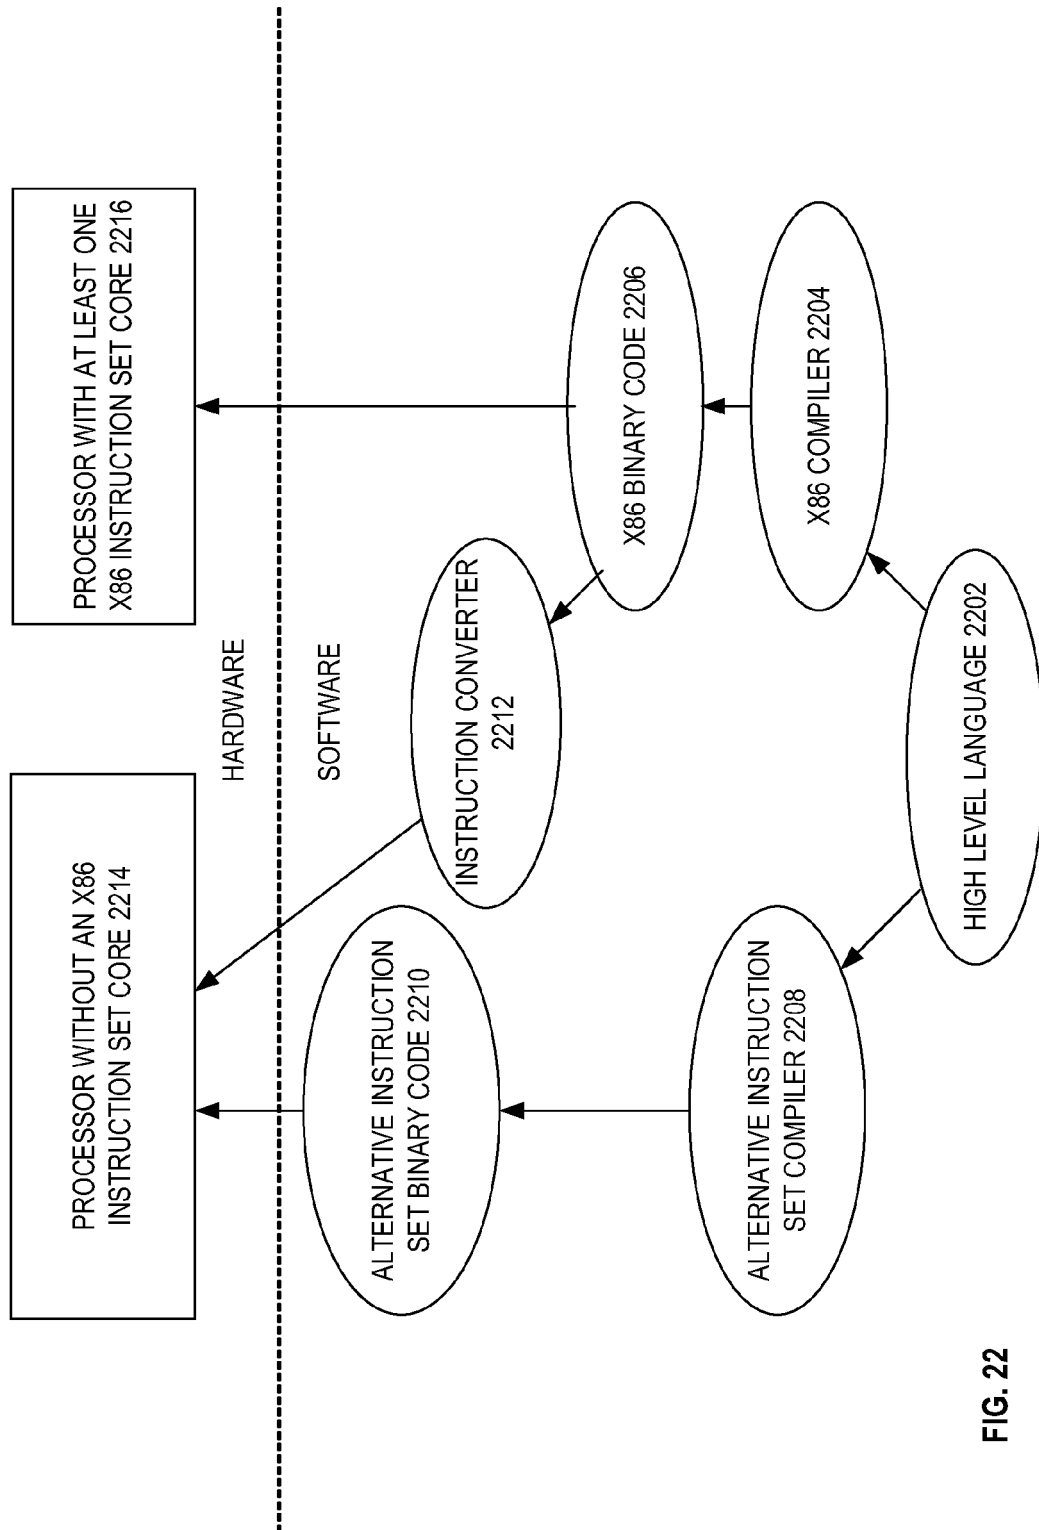 PROCESSOR WITHOUT AN X86
INSTRUCTION SET CORE 2214
PROCESSOR WITH AT LEAST ONE
X86 INSTRUCTION SET CORE 2216
HARDWARE
SOFTWARE
ALTERNATIVE INSTRUCTION
SET BINARY CODE 2210
INSTRUCTION CONVERTER
2212
X86 BINARY CODE 2206
ALTERNATIVE INSTRUCTION
SET COMPILER 2208
X86 COMPILER 2204
HIGH LEVEL LANGUAGE 2202
FIG. 22